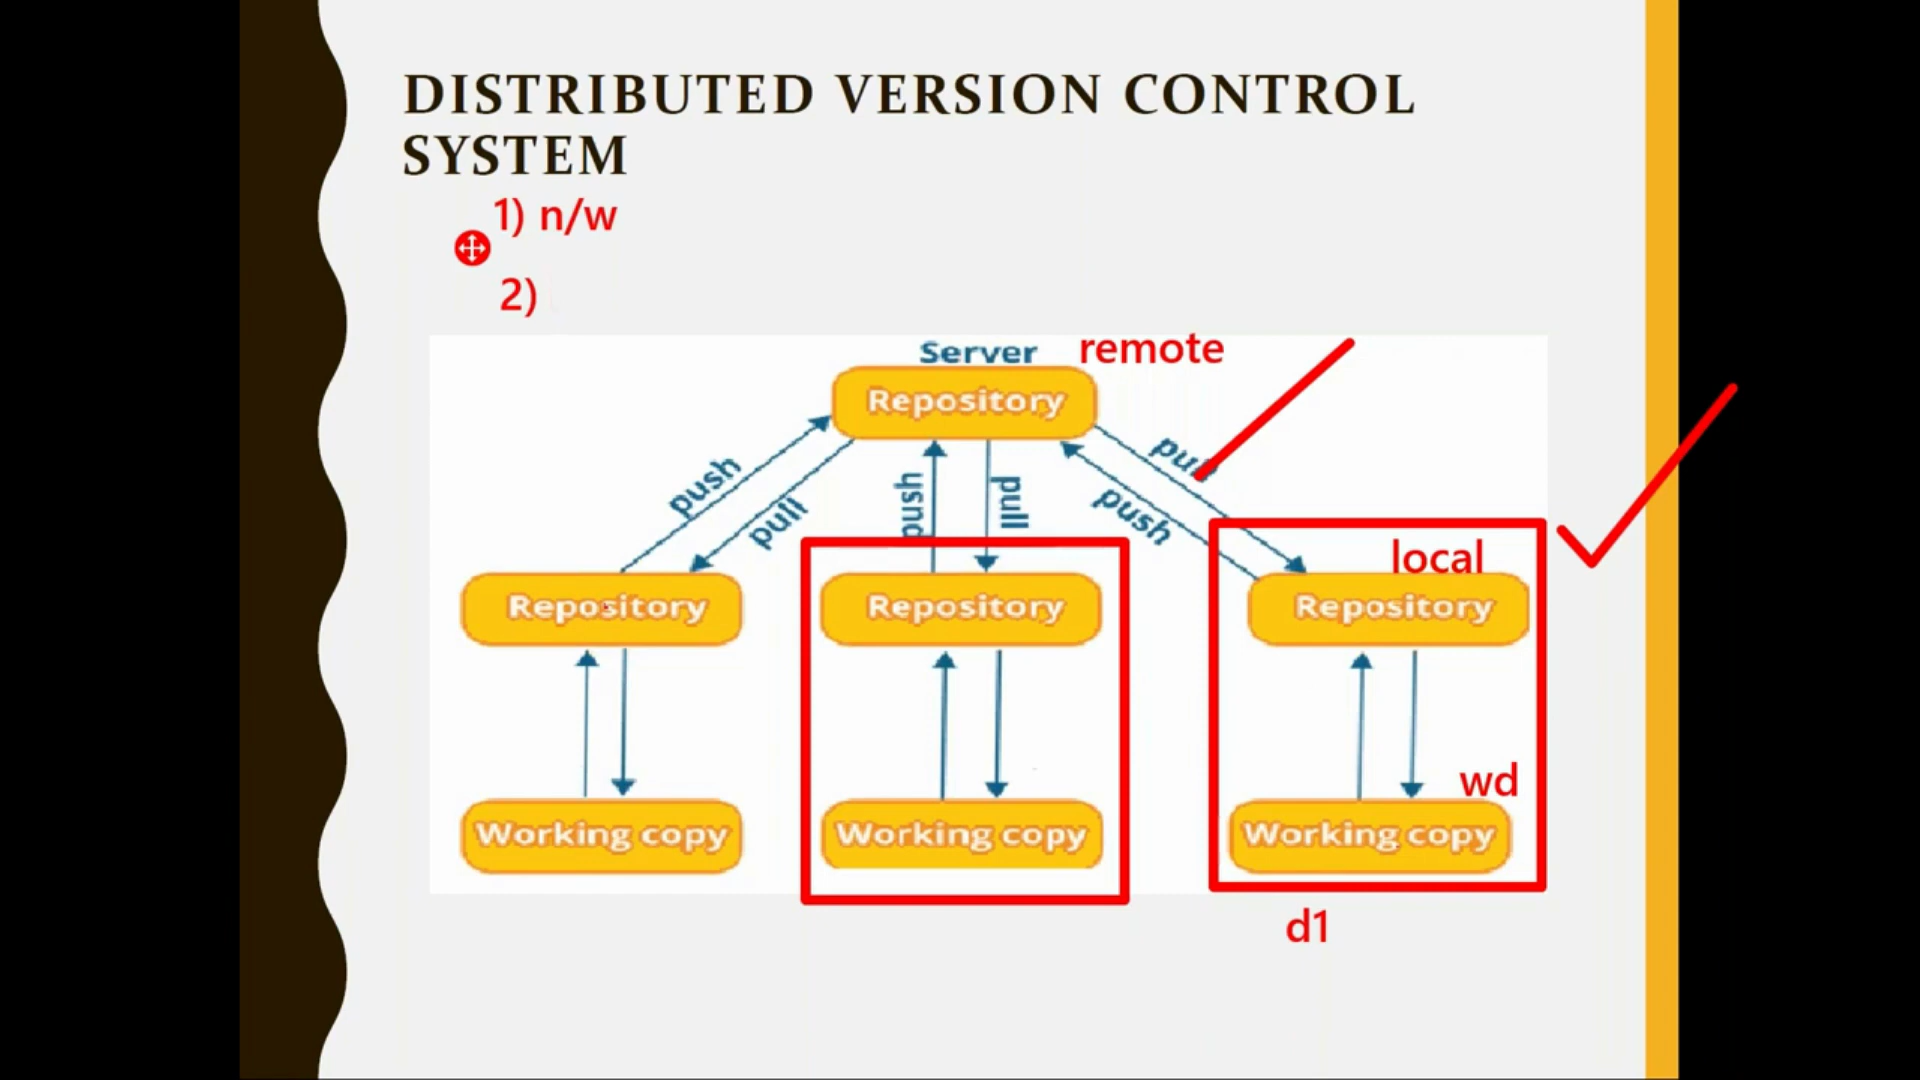 DISTRIBUTED VERSION CONTROL
SYSTEM
1) n/w
2)
Server remote
Repository
push
pull
push
pull
pull
push
local
Repository
Repository
Repository
wd
Working copy
Working copy
Working copy
d1